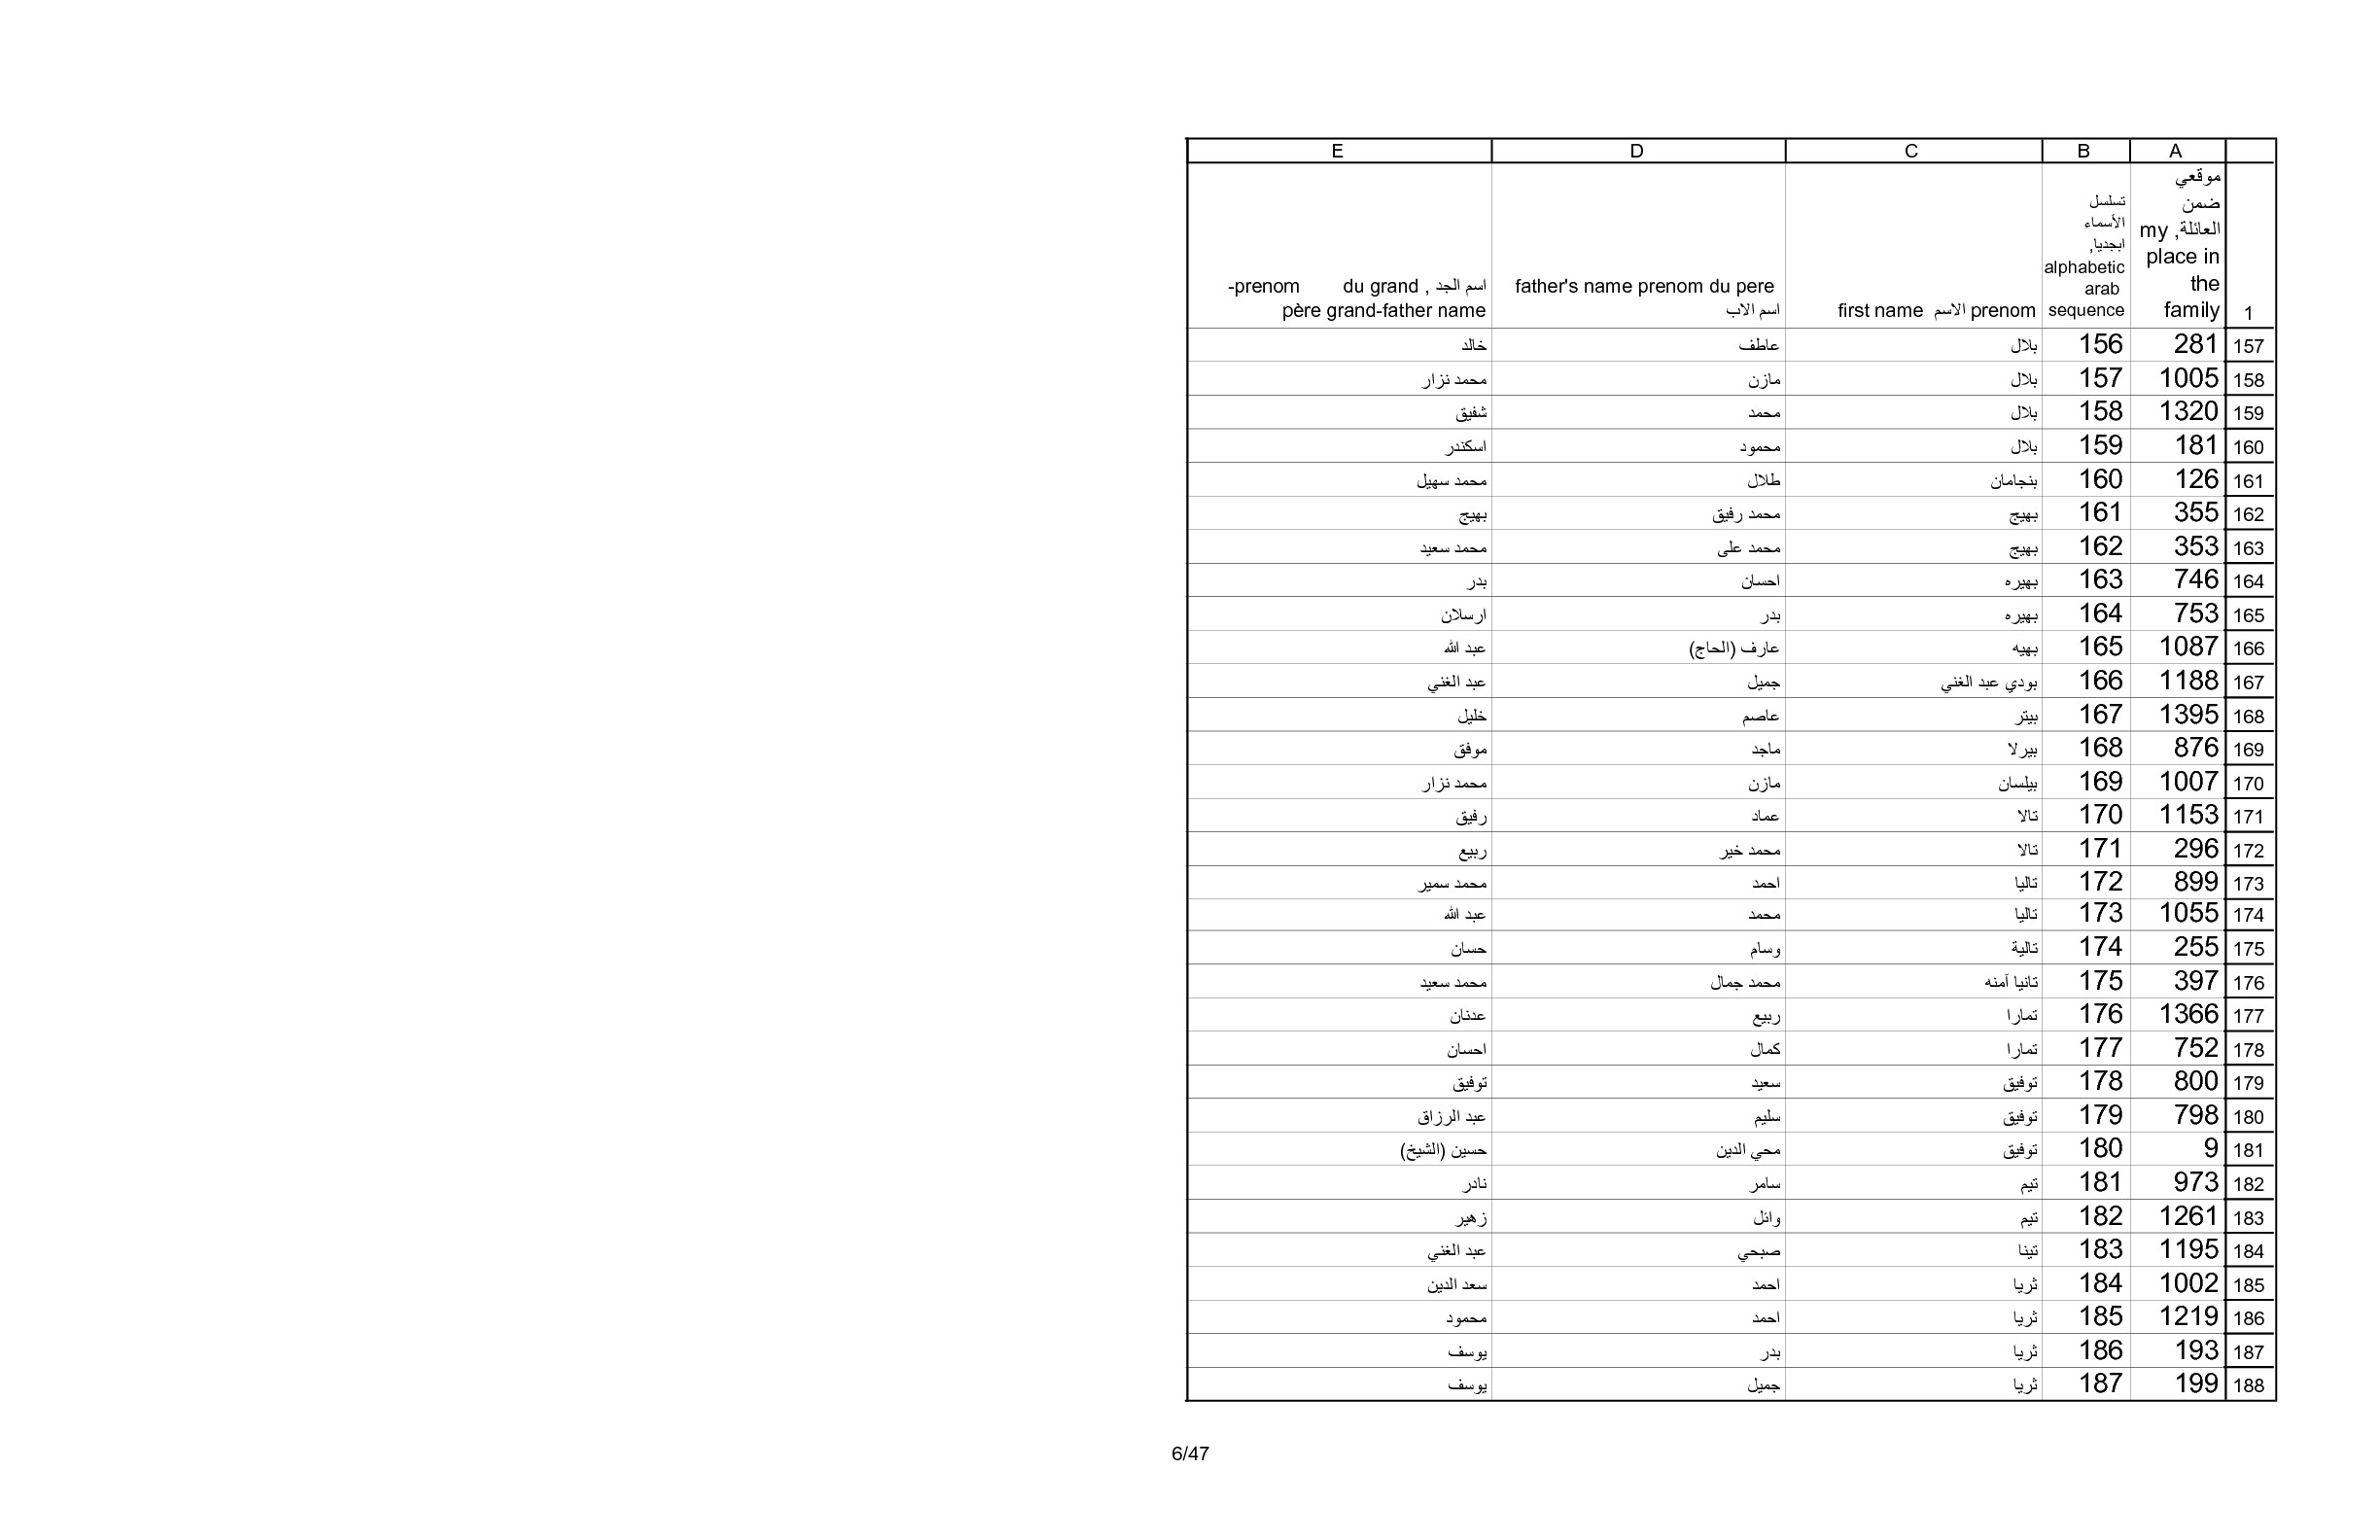 A B C D E
1
موقعي
ضمن
العائلة, my
place in
the
family
تسلسل
الأسماء
ابجديا,
alphabetic
arab
sequence
first name الاسم prenom
father's name prenom du pere
اسم الاب
-prenom du grand , اسم الجد
père grand-father name
157 281 156 بلال عاطف خالد
158 1005 157 بلال مازن محمد نزار
159 1320 158 بلال محمد شفيق
160 181 159 بلال محمود اسكندر
161 126 160 بنجامان طلال محمد سهيل
162 355 161 بهيج محمد رفيق بهيج
163 353 162 بهيج محمد على محمد سعيد
164 746 163 بهيره احسان بدر
165 753 164 بهيره بدر ارسلان
166 1087 165 بهيه عارف (الحاج) عبد الله
167 1188 166 بودي عبد الغني جميل عبد الغني
168 1395 167 بيتر عاصم خليل
169 876 168 بيرلا ماجد موفق
170 1007 169 بيلسان مازن محمد نزار
171 1153 170 تالا عماد رفيق
172 296 171 تالا محمد خير ربيع
173 899 172 تاليا احمد محمد سمير
174 1055 173 تاليا محمد عبد الله
175 255 174 تالية وسام حسان
176 397 175 تانيا آمنه محمد جمال محمد سعيد
177 1366 176 تمارا ربيع عدنان
178 752 177 تمارا كمال احسان
179 800 178 توفيق سعيد توفيق
180 798 179 توفيق سليم عبد الرزاق
181 9 180 توفيق محي الدين حسين (الشيخ)
182 973 181 تيم سامر نادر
183 1261 182 تيم وائل زهير
184 1195 183 تينا صبحي عبد الغني
185 1002 184 ثريا احمد سعد الدين
186 1219 185 ثريا احمد محمود
187 193 186 ثريا بدر يوسف
188 199 187 ثريا جميل يوسف
6/47